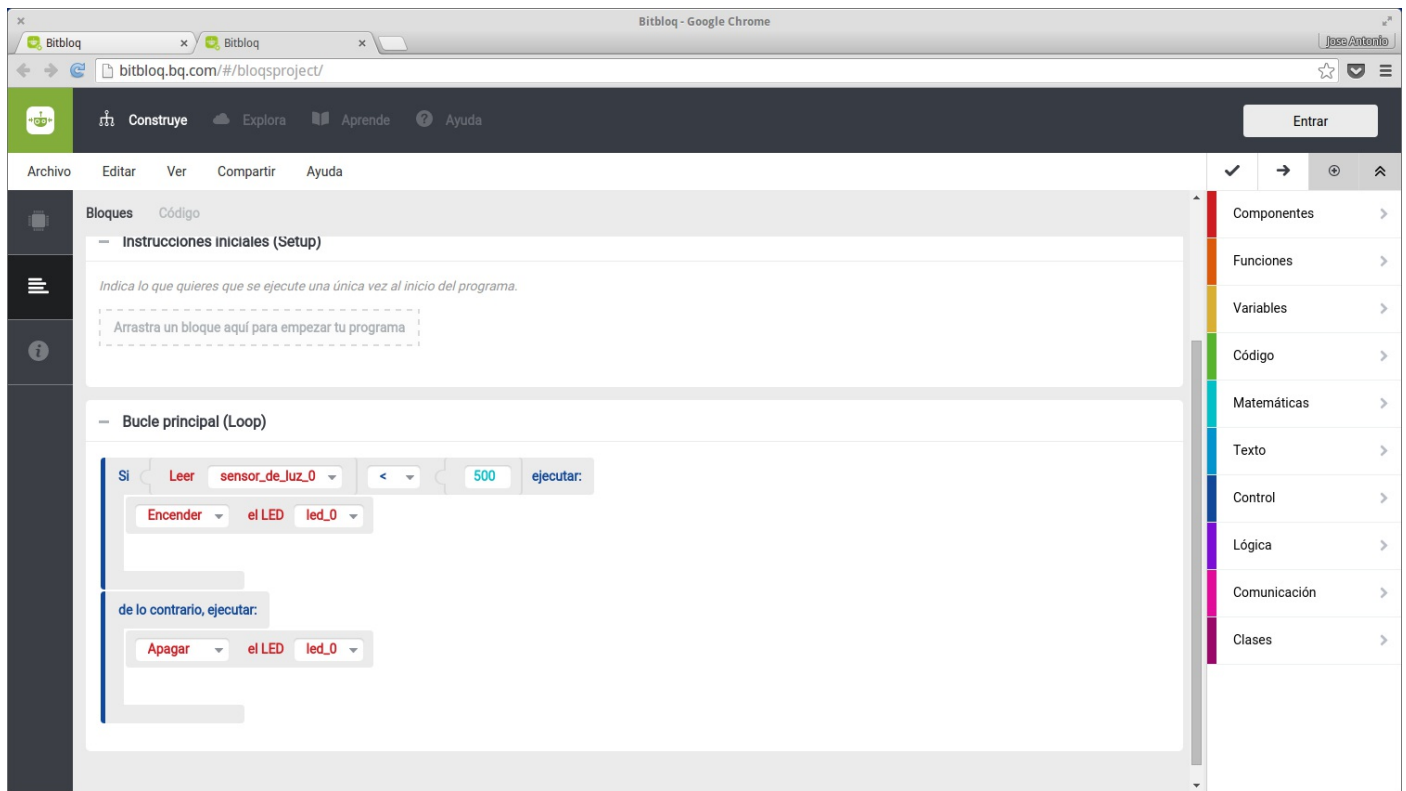 Bitbloq - Google Chrome
Bitbloq
Bitbloq
Jose Antonio
bitbloq.bq.com/#/bloqsproject/
Construye Explora Aprende Ayuda
Entrar
Archivo Editar Ver Compartir Ayuda
Bloques Código
Instrucciones iniciales (Setup)
Indica lo que quieres que se ejecute una única vez al inicio del programa.
Arrastra un bloque aquí para empezar tu programa
Bucle principal (Loop)
Si Leer sensor_de_luz_0 < 500 ejecutar:
Encender el LED led_0
de lo contrario, ejecutar:
Apagar el LED led_0
Componentes
Funciones
Variables
Código
Matemáticas
Texto
Control
Lógica
Comunicación
Clases